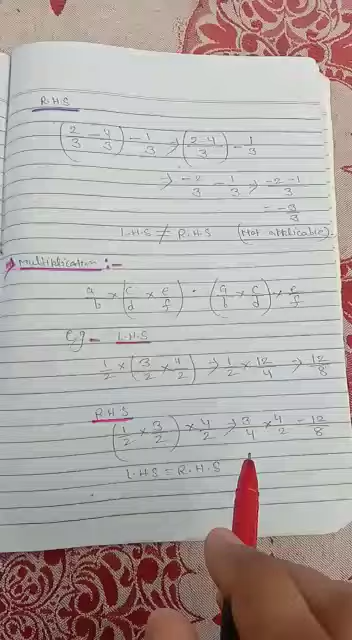 R.H.S
(2/3 - 4/3) - 1/3 → (2-4/3) - 1/3
→ -2/3 - 1/3 → -2-1/3
= -3/3
L.H.S ≠ R.H.S (Not applicable)
→ Multiplication :-
a/b × (c/d × e/f) = (a/b × c/d) × e/f
e.g - L.H.S
1/2 × (3/2 × 4/2) → 1/2 × 12/4 → 12/8
R.H.S
(1/2 × 3/2) × 4/2 → 3/4 × 4/2 = 12/8
L.H.S = R.H.S